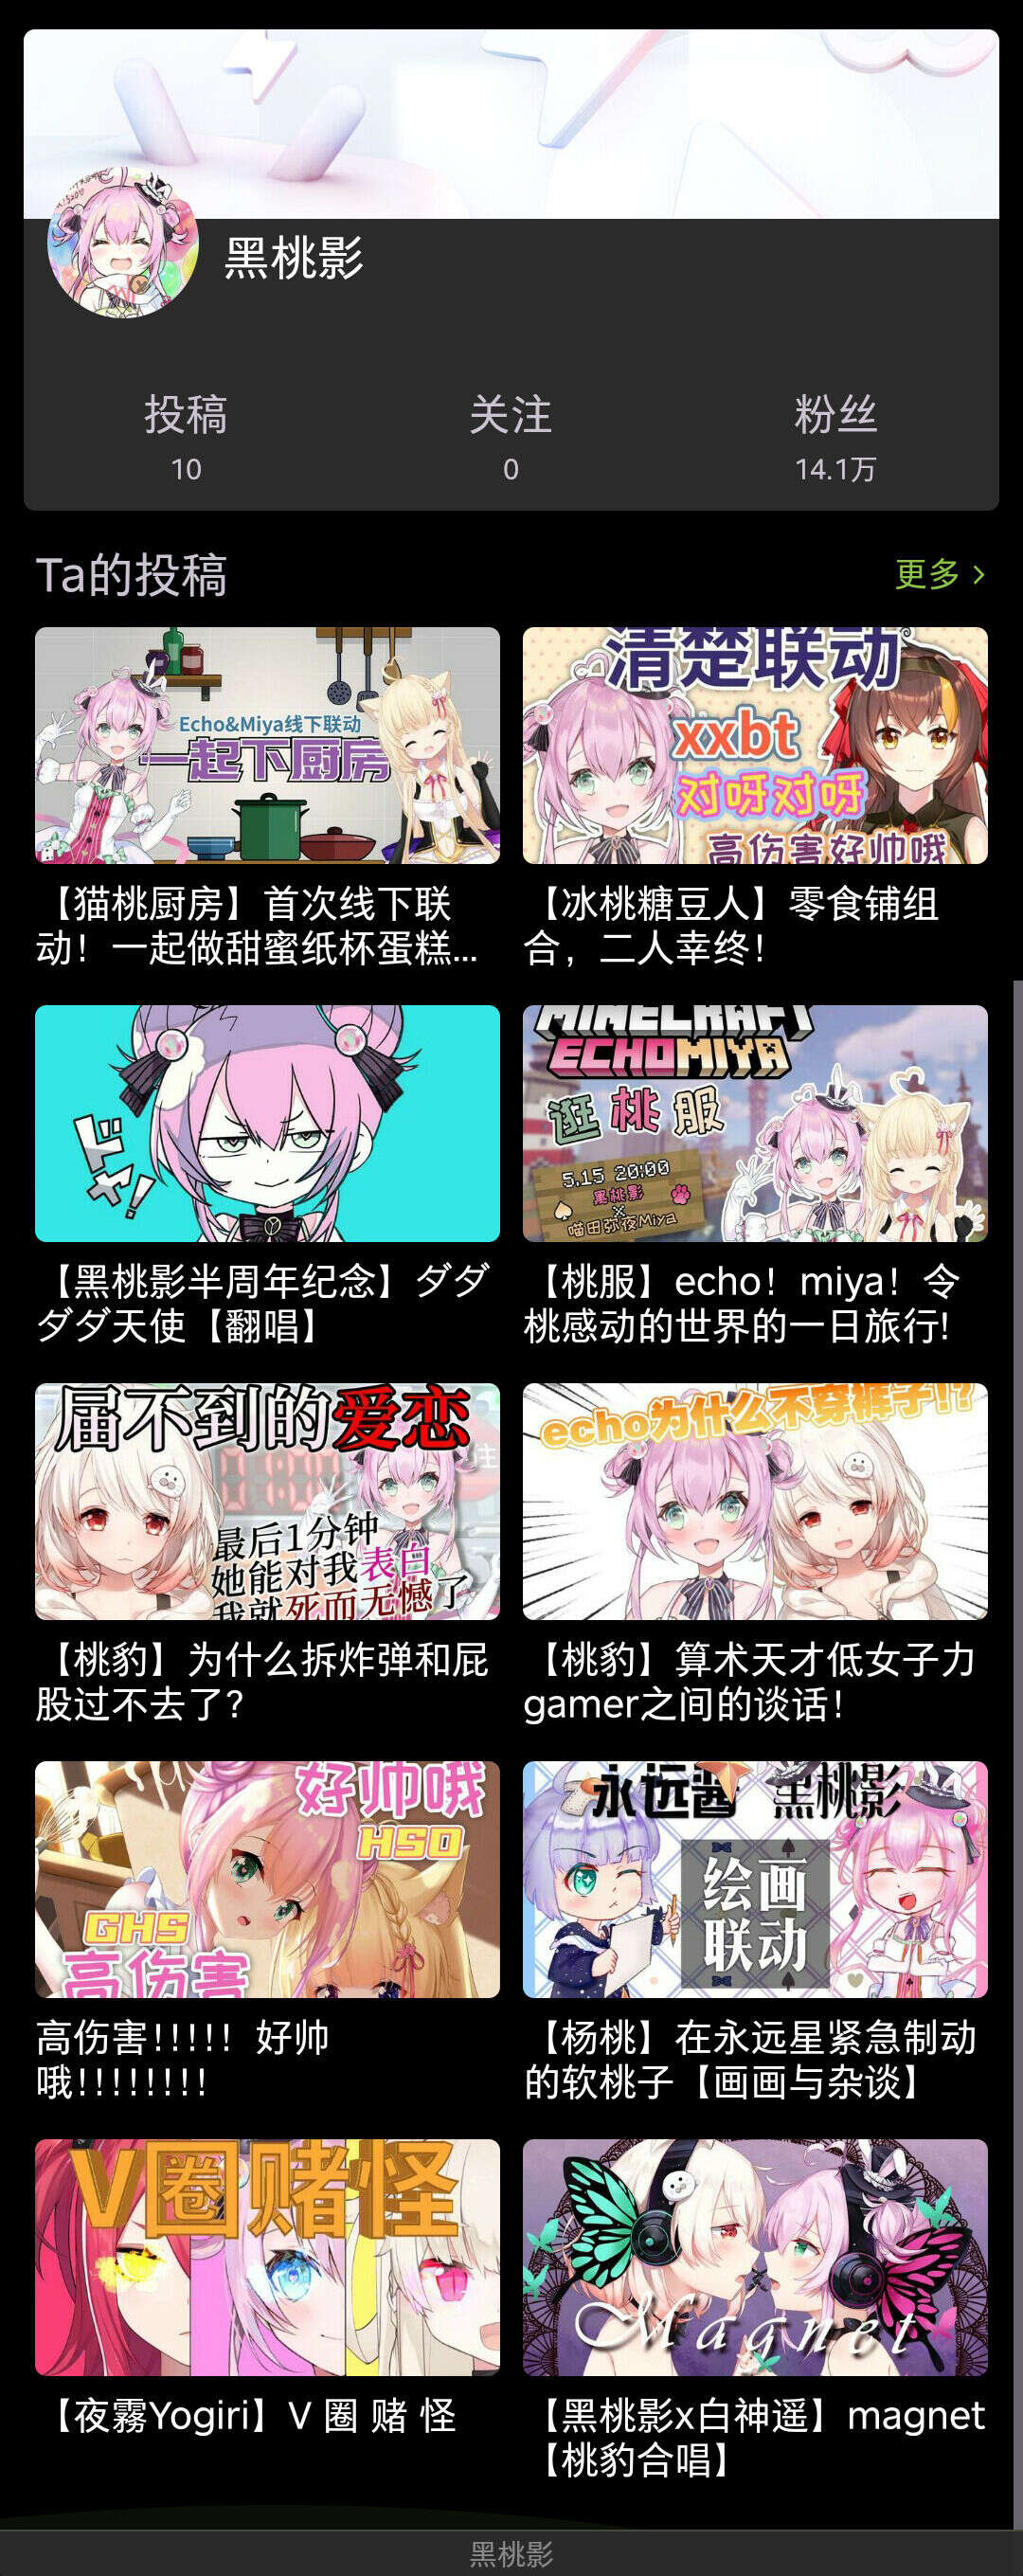 黑桃影
投稿
关注
粉丝
10
0
14.1万
Ta的投稿
更多 >
Echo&Miya线下联动
一起下厨房
清楚联动
xxbt
对呀对呀
高伤害好帅哦
【猫桃厨房】首次线下联
动！一起做甜蜜纸杯蛋糕...
【冰桃糖豆人】零食铺组
合，二人幸终！
ドヤァ!
MINECRAFT
ECHOMIYA
逛桃服
5.15 20:00
黑桃影
×
喵田弥夜Miya
【黑桃影半周年纪念】ダダ
ダダ天使【翻唱】
【桃服】echo！miya！令
桃感动的世界的一日旅行!
届不到的爱恋
最后1分钟
她能对我表白
我就死而无憾了
echo为什么不穿裤子!?
【桃豹】为什么拆炸弹和屁
股过不去了?
【桃豹】算术天才低女子力
gamer之间的谈话！
好帅哦
HSO
GHS
高伤害
永远酱 黑桃影
绘画
联动
高伤害!!!!！好帅
哦!!!!!!!!
【杨桃】在永远星紧急制动
的软桃子【画画与杂谈】
V圈赌怪
Magnet
【夜霧Yogiri】V 圈 赌 怪
【黑桃影x白神遥】magnet
【桃豹合唱】
黑桃影